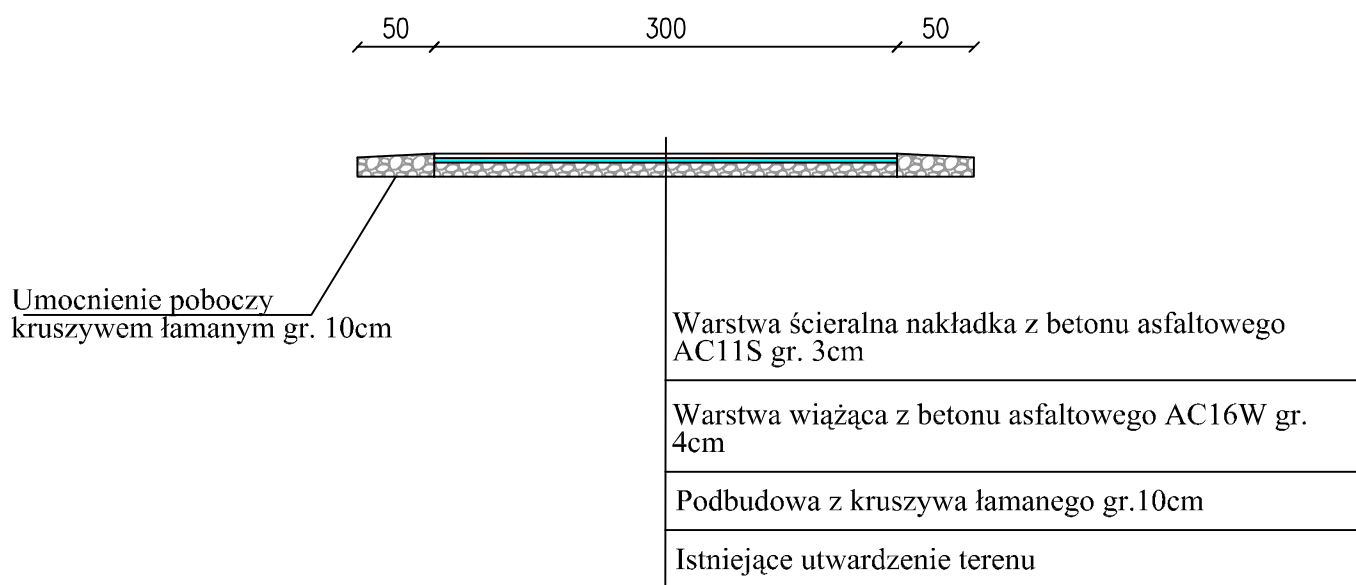 50 300 50
Umocnienie poboczy
kruszywem łamanym gr. 10cm
Warstwa ścieralna nakładka z betonu asfaltowego
AC11S gr. 3cm
Warstwa wiążąca z betonu asfaltowego AC16W gr.
4cm
Podbudowa z kruszywa łamanego gr.10cm
Istniejące utwardzenie terenu